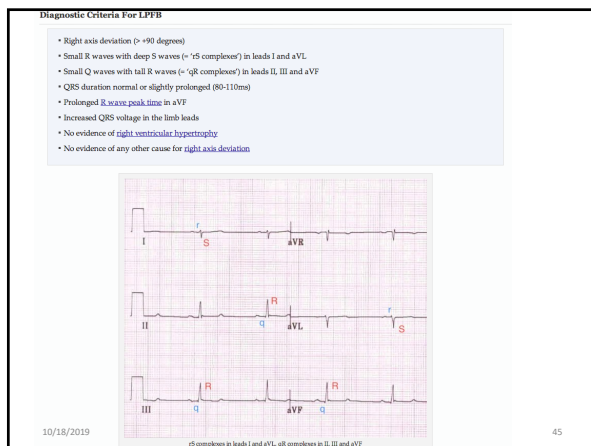 Diagnostic Criteria For LPFB
• Right axis deviation (> +90 degrees)
• Small R waves with deep S waves (= 'rS complexes') in leads I and aVL
• Small Q waves with tall R waves (= 'qR complexes') in leads II, III and aVF
• QRS duration normal or slightly prolonged (80-110ms)
• Prolonged R wave peak time in aVF
• Increased QRS voltage in the limb leads
• No evidence of right ventricular hypertrophy
• No evidence of any other cause for right axis deviation
r
I S aVR
R r
II q aVL S
R R
III q aVF q
rS complexes in leads I and aVL, qR complexes in II, III and aVF
10/18/2019 45